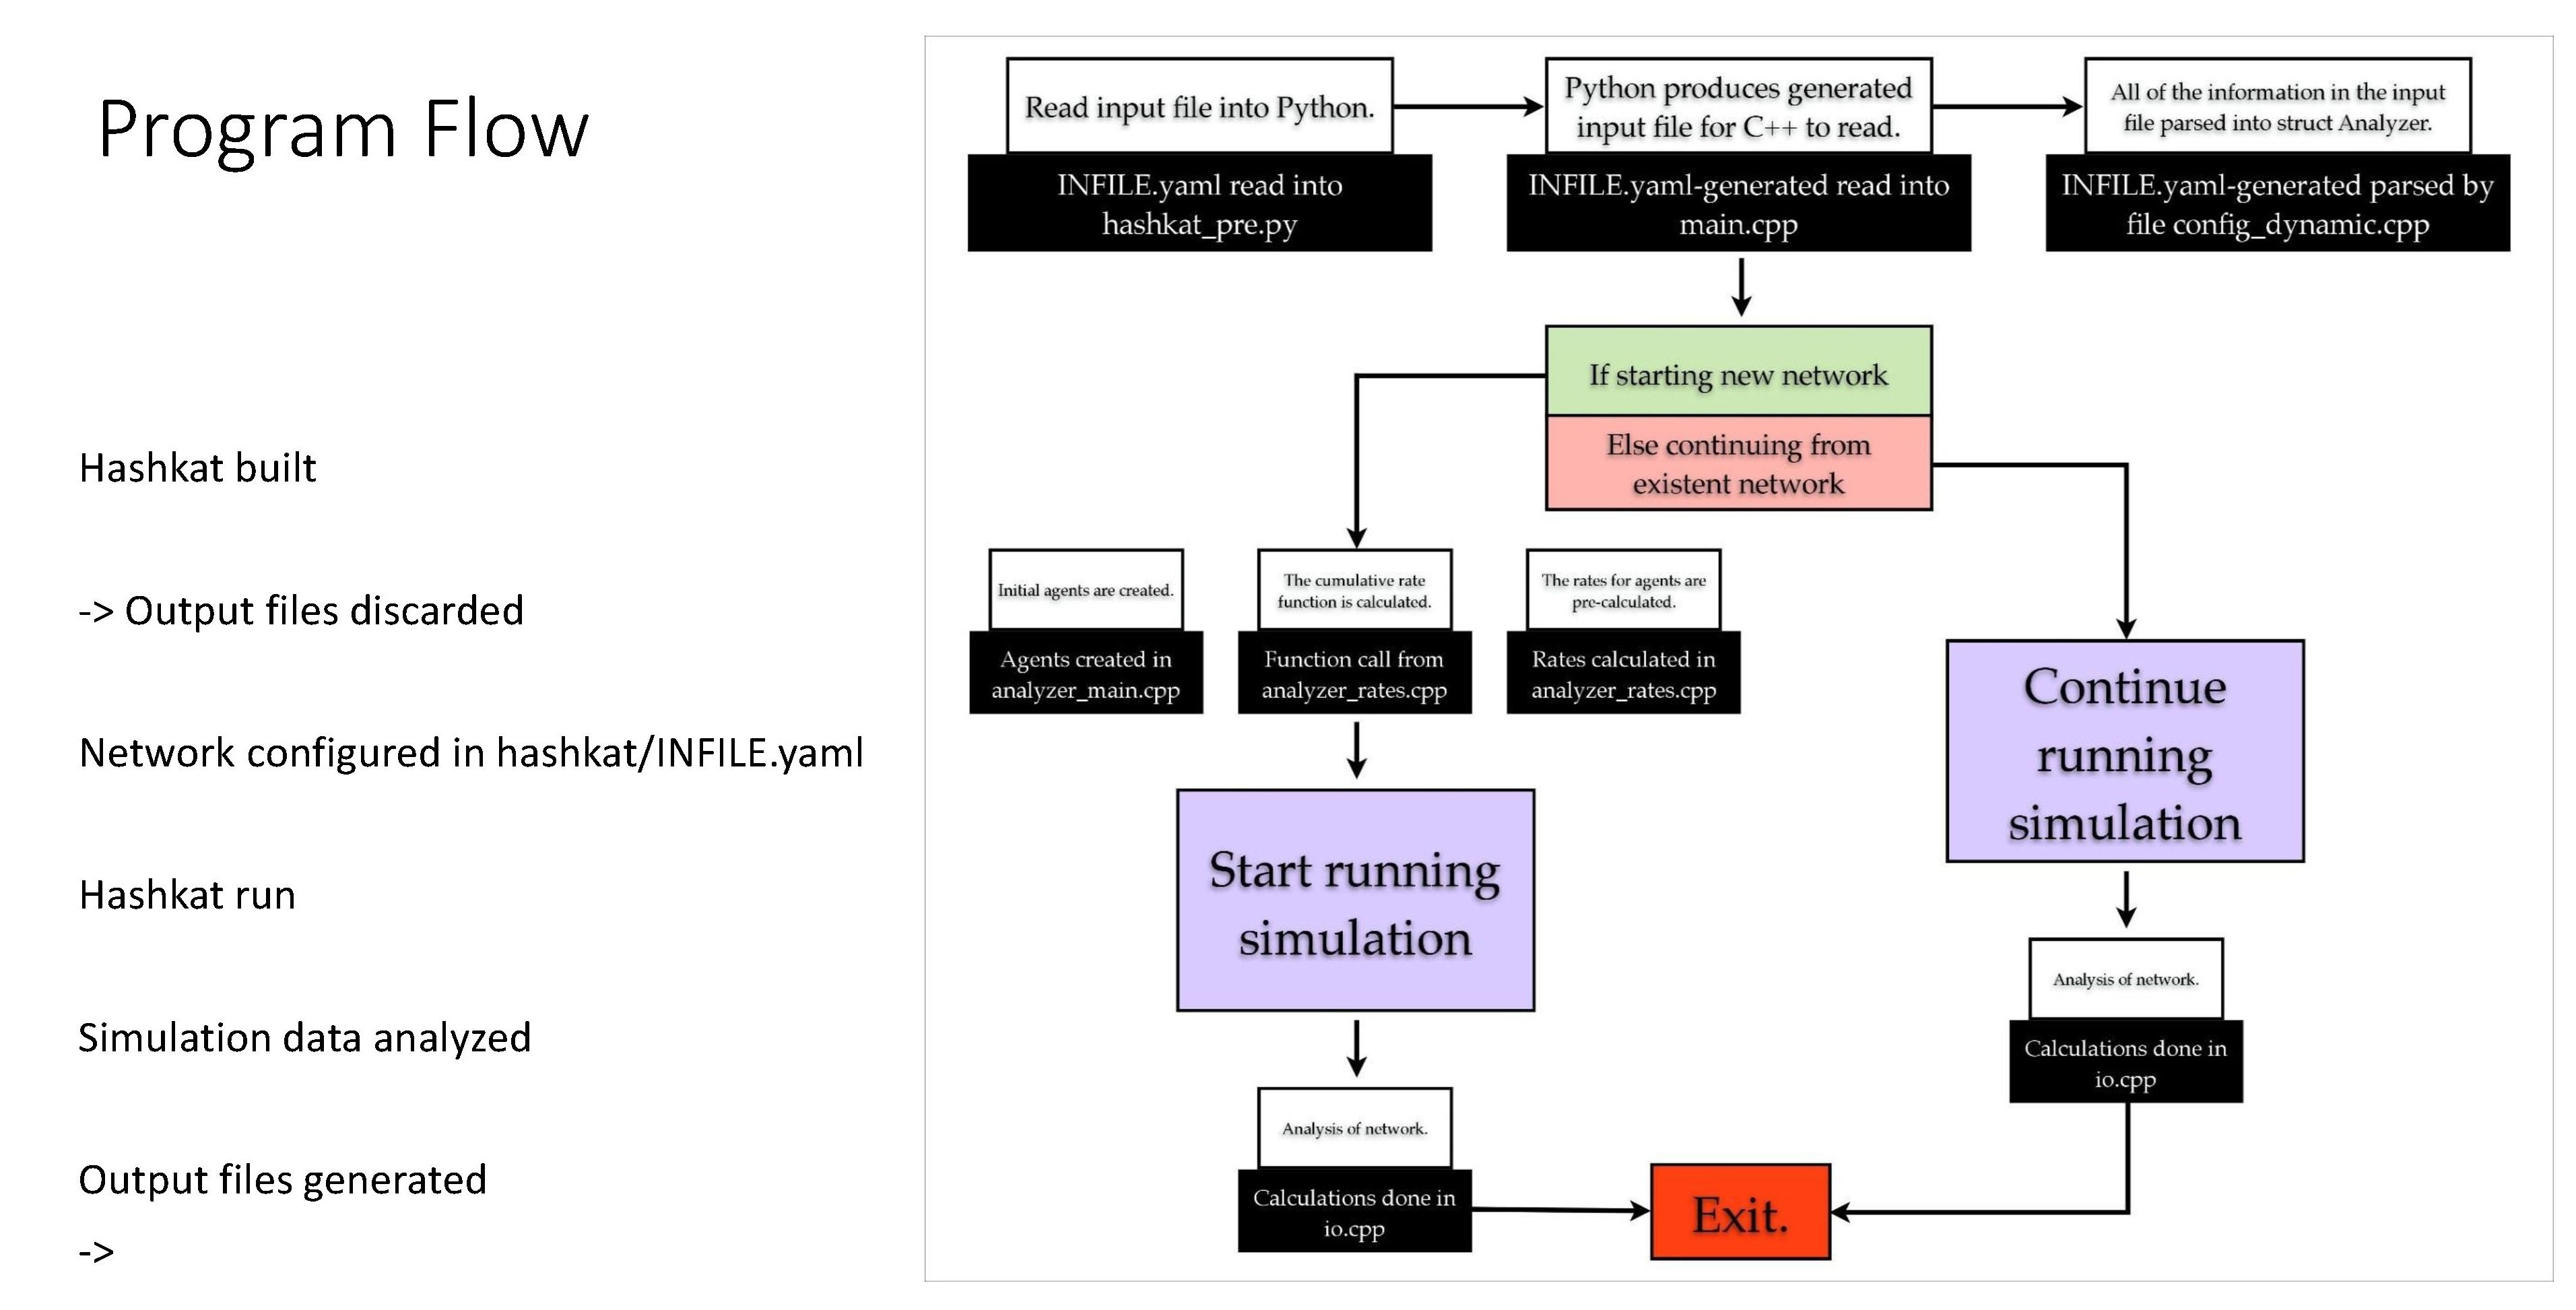 Program Flow
Hashkat built
-> Output files discarded
Network configured in hashkat/INFILE.yaml
Hashkat run
Simulation data analyzed
Output files generated
->
Read input file into Python.
INFILE.yaml read into
hashkat_pre.py
Python produces generated
input file for C++ to read.
INFILE.yaml-generated read into
main.cpp
All of the information in the input
file parsed into struct Analyzer.
INFILE.yaml-generated parsed by
file config_dynamic.cpp
If starting new network
Else continuing from
existent network
Initial agents are created.
Agents created in
analyzer_main.cpp
The cumulative rate
function is calculated.
Function call from
analyzer_rates.cpp
The rates for agents are
pre-calculated.
Rates calculated in
analyzer_rates.cpp
Start running
simulation
Analysis of network.
Calculations done in
io.cpp
Continue
running
simulation
Analysis of network.
Calculations done in
io.cpp
Exit.